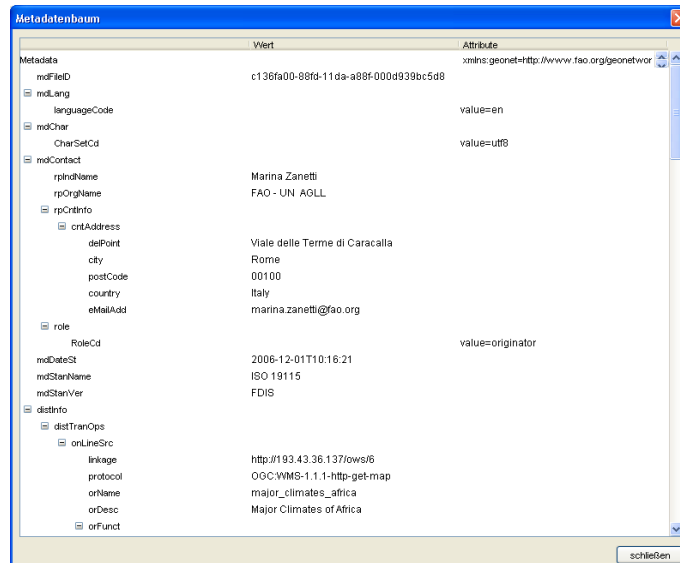 Metadatenbaum
Wert Attribute
Metadata xmlns:geonet=http://www.fao.org/geonetwor
mdFileID c136fa00-88fd-11da-a88f-000d939bc5d8
mdLang
languageCode value=en
mdChar
CharSetCd value=utf8
mdContact
rpIndName Marina Zanetti
rpOrgName FAO - UN AGLL
rpCntInfo
cntAddress
delPoint Viale delle Terme di Caracalla
city Rome
postCode 00100
country Italy
eMailAdd marina.zanetti@fao.org
role
RoleCd value=originator
mdDateSt 2006-12-01T10:16:21
mdStanName ISO 19115
mdStanVer FDIS
distInfo
distTranOps
onLineSrc
linkage http://193.43.36.137/ows/6
protocol OGC:WMS-1.1.1-http-get-map
orName major_climates_africa
orDesc Major Climates of Africa
orFunct
schließen